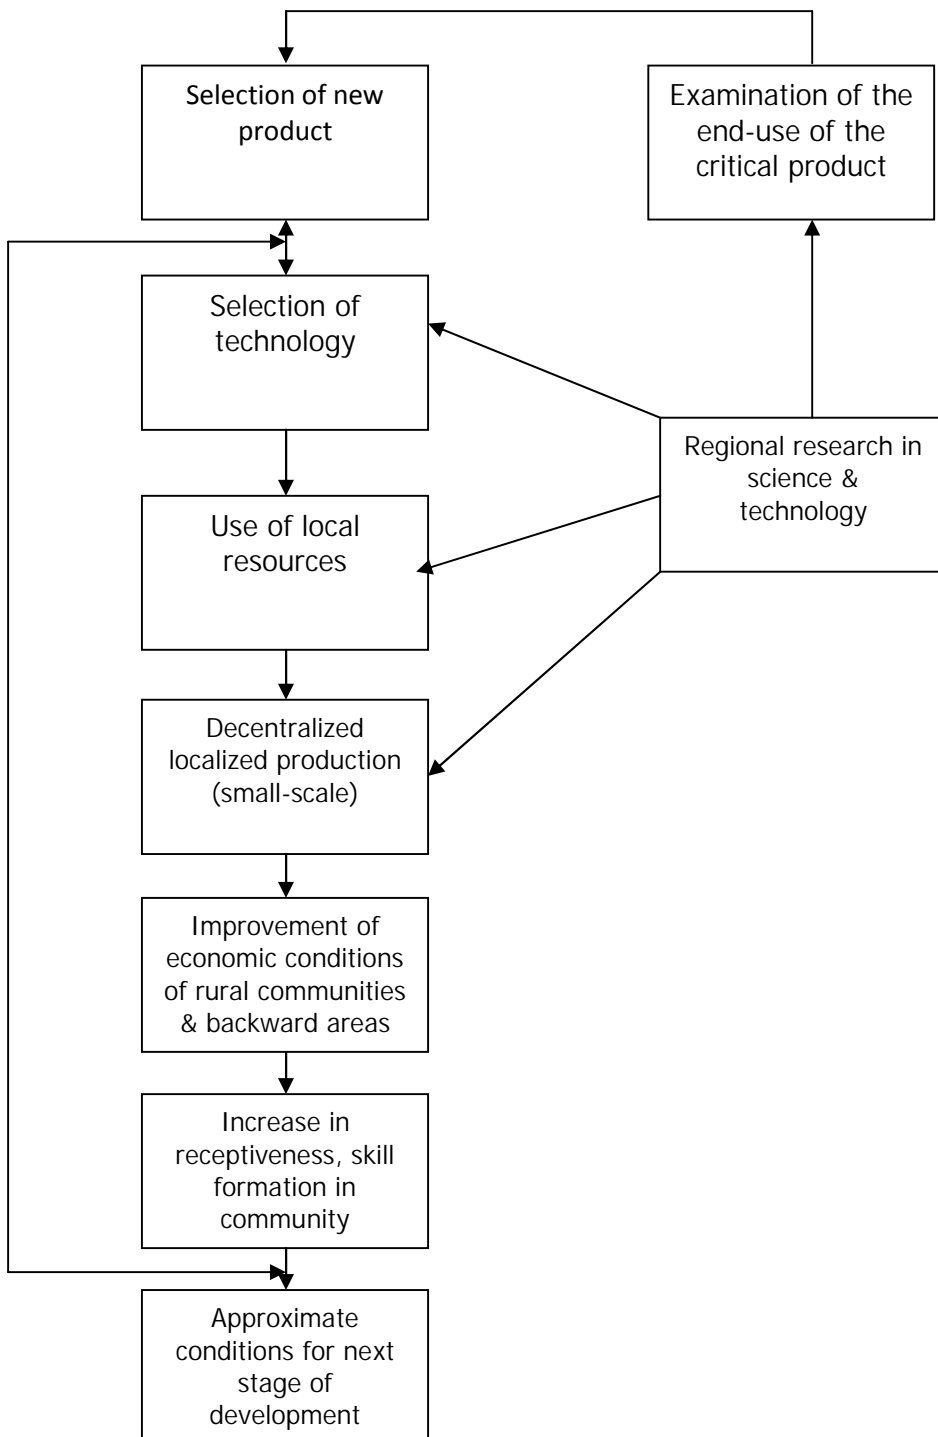 Selection of new
product
Examination of the
end-use of the
critical product
Selection of
technology
Regional research in
science &
technology
Use of local
resources
Decentralized
localized production
(small-scale)
Improvement of
economic conditions
of rural communities
& backward areas
Increase in
receptiveness, skill
formation in
community
Approximate
conditions for next
stage of
development